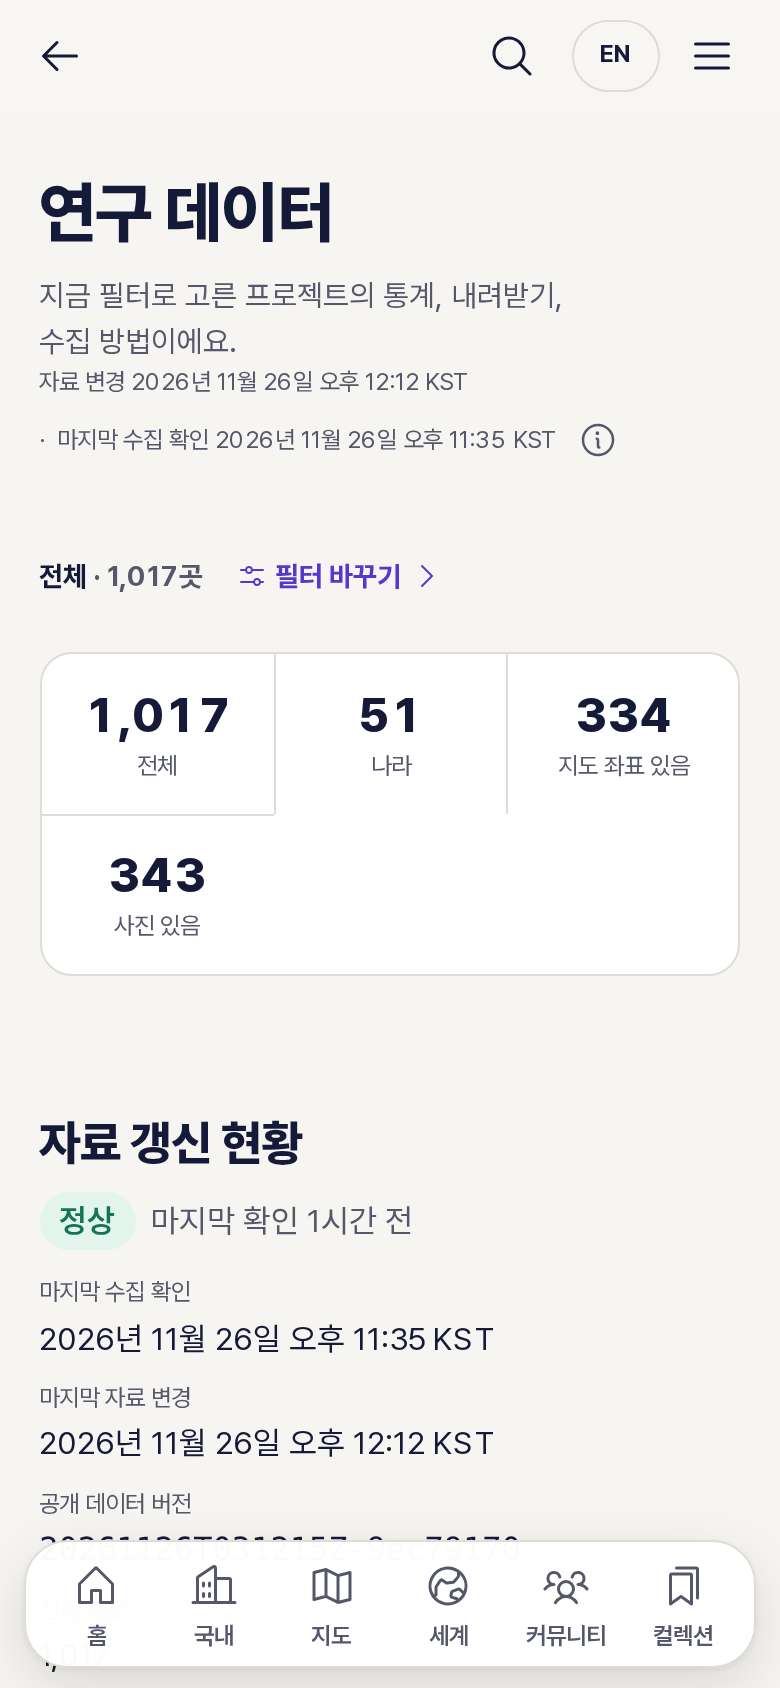 EN
연구 데이터
지금 필터로 고른 프로젝트의 통계, 내려받기,
수집 방법이에요.
자료 변경 2026년 11월 26일 오후 12:12 KST
· 마지막 수집 확인 2026년 11월 26일 오후 11:35 KST
전체 · 1,017곳 필터 바꾸기
1,017 51 334
전체 나라 지도 좌표 있음
343
사진 있음
자료 갱신 현황
정상 마지막 확인 1시간 전
마지막 수집 확인
2026년 11월 26일 오후 11:35 KST
마지막 자료 변경
2026년 11월 26일 오후 12:12 KST
공개 데이터 버전
홈 국내 지도 세계 커뮤니티 컬렉션